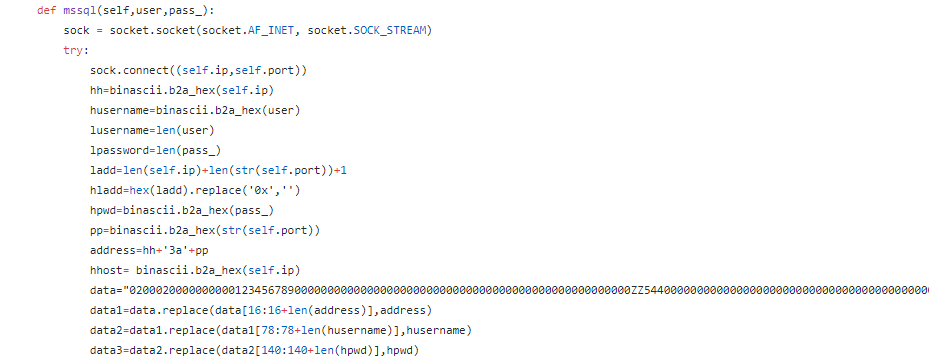 def mssql(self,user,pass_):
sock = socket.socket(socket.AF_INET, socket.SOCK_STREAM)
try:
sock.connect((self.ip,self.port))
hh=binascii.b2a_hex(self.ip)
husername=binascii.b2a_hex(user)
lusername=len(user)
lpassword=len(pass_)
ladd=len(self.ip)+len(str(self.port))+1
hladd=hex(ladd).replace('0x','')
hpwd=binascii.b2a_hex(pass_)
pp=binascii.b2a_hex(str(self.port))
address=hh+'3a'+pp
hhost= binascii.b2a_hex(self.ip)
data="0200020000000000123456789000000000000000000000000000000000000000000000000000ZZ5440000000000000000000000000000000000000000
data1=data.replace(data[16:16+len(address)],address)
data2=data1.replace(data1[78:78+len(husername)],husername)
data3=data2.replace(data2[140:140+len(hpwd)],hpwd)